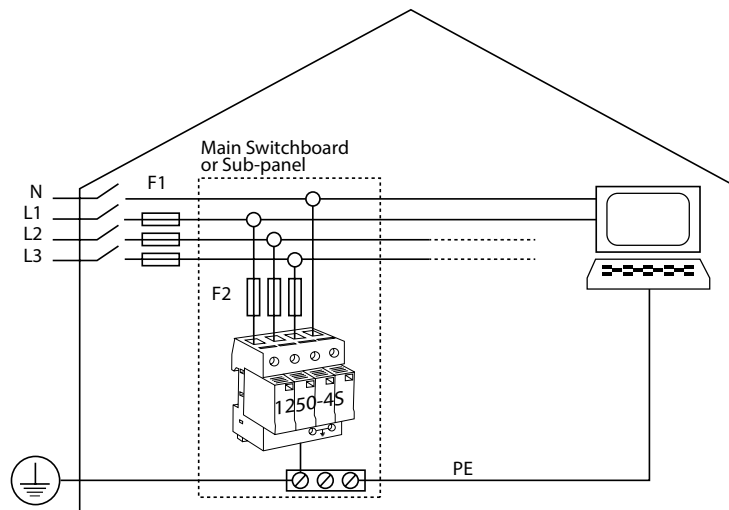 Main Switchboard
or Sub-panel
N
F1
L1
L2
L3
F2
1250-4S
PE